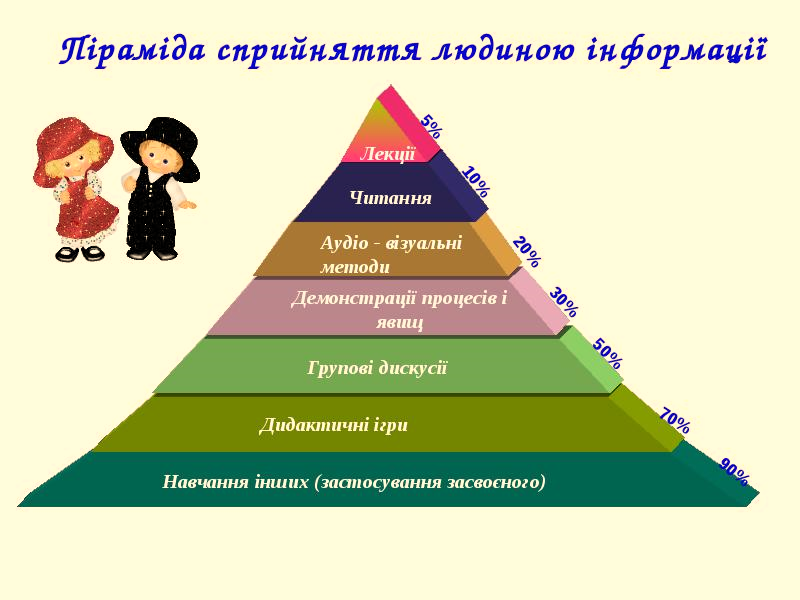 Піраміда сприйняття людиною інформації
5%
Лекції
10%
Читання
20%
Аудіо - візуальні
методи
30%
Демонстрації процесів і
явищ
50%
Групові дискусії
70%
Дидактичні ігри
90%
Навчання інших (застосування засвоєного)